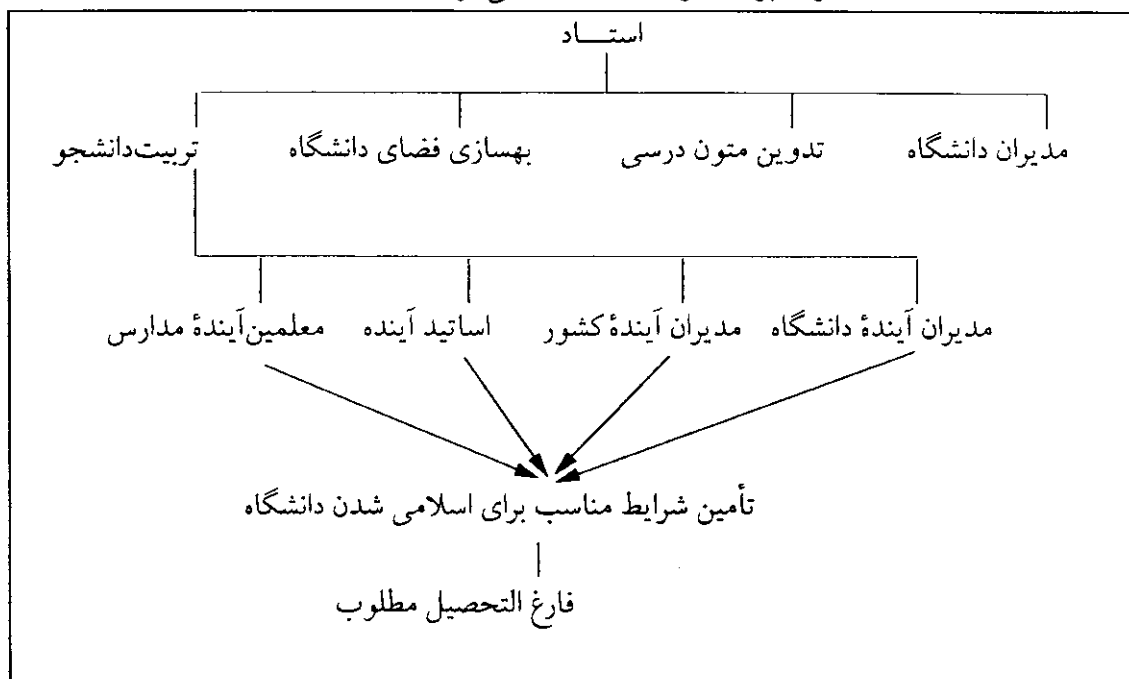 استـــاد
مدیران دانشگاه تدوین متون درسی بهسازی فضای دانشگاه تربیت‌دانشجو
مدیران آیندهٔ دانشگاه مدیران آیندهٔ کشور اساتید آینده معلمین‌آیندهٔ مدارس
تأمین شرایط مناسب برای اسلامی شدن دانشگاه
فارغ التحصیل مطلوب